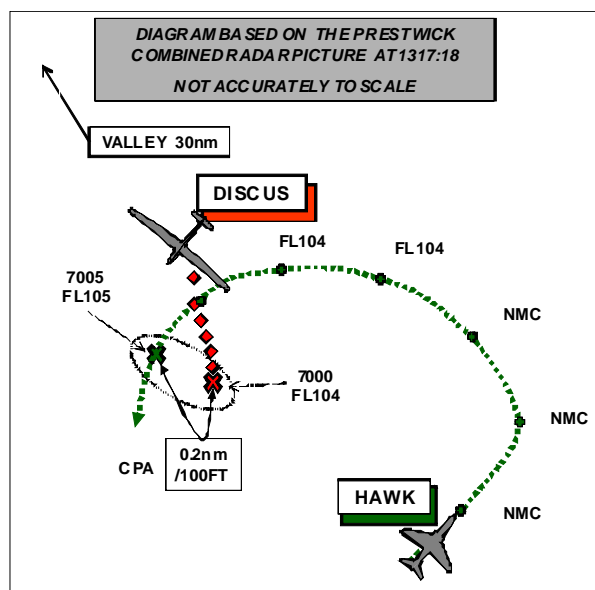 DIAGRAM BASED ON THE PRESTWICK
COMBINED RADAR PICTURE AT 1317:18
NOT ACCURATELY TO SCALE
VALLEY 30nm
DISCUS
FL104
FL104
7005
FL105
NMC
7000
FL104
NMC
CPA
0.2nm
/100FT
HAWK
NMC